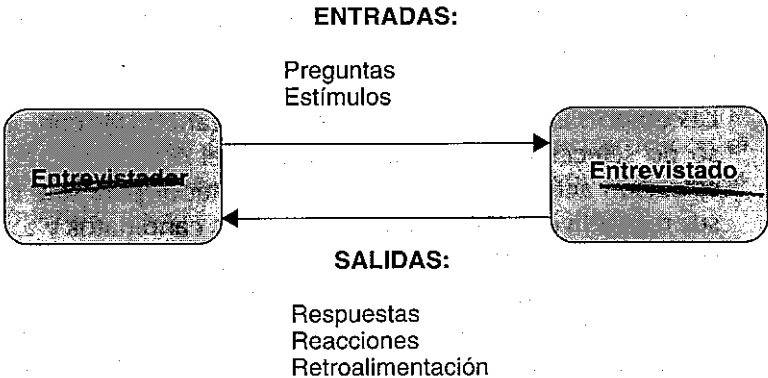 ENTRADAS:
Preguntas
Estímulos
Entrevistador
Entrevistado
SALIDAS:
Respuestas
Reacciones
Retroalimentación